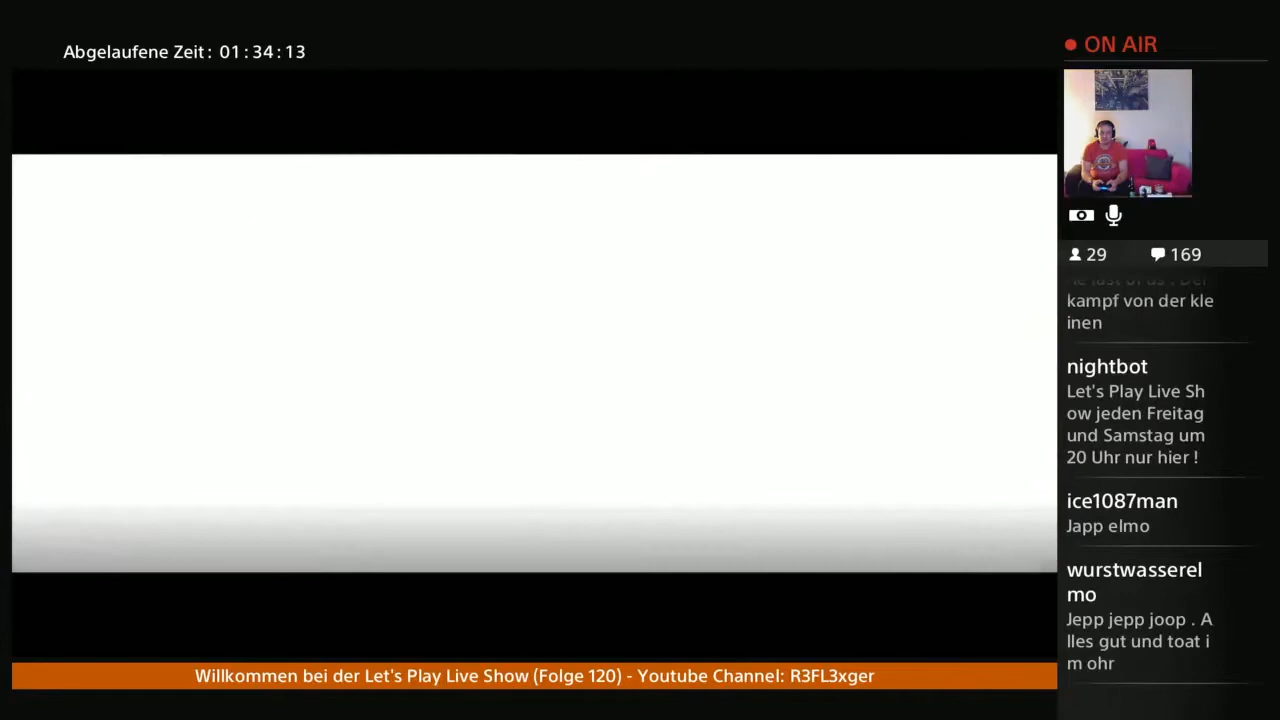 Abgelaufene Zeit: 01:34:13
ON AIR
29 169
kampf von der kle
inen
nightbot
Let's Play Live Sh
ow jeden Freitag
und Samstag um
20 Uhr nur hier !
ice1087man
Japp elmo
wurstwasserel
mo
Jepp jepp joop . A
lles gut und toat i
m ohr
Willkommen bei der Let's Play Live Show (Folge 120) - Youtube Channel: R3FL3xger